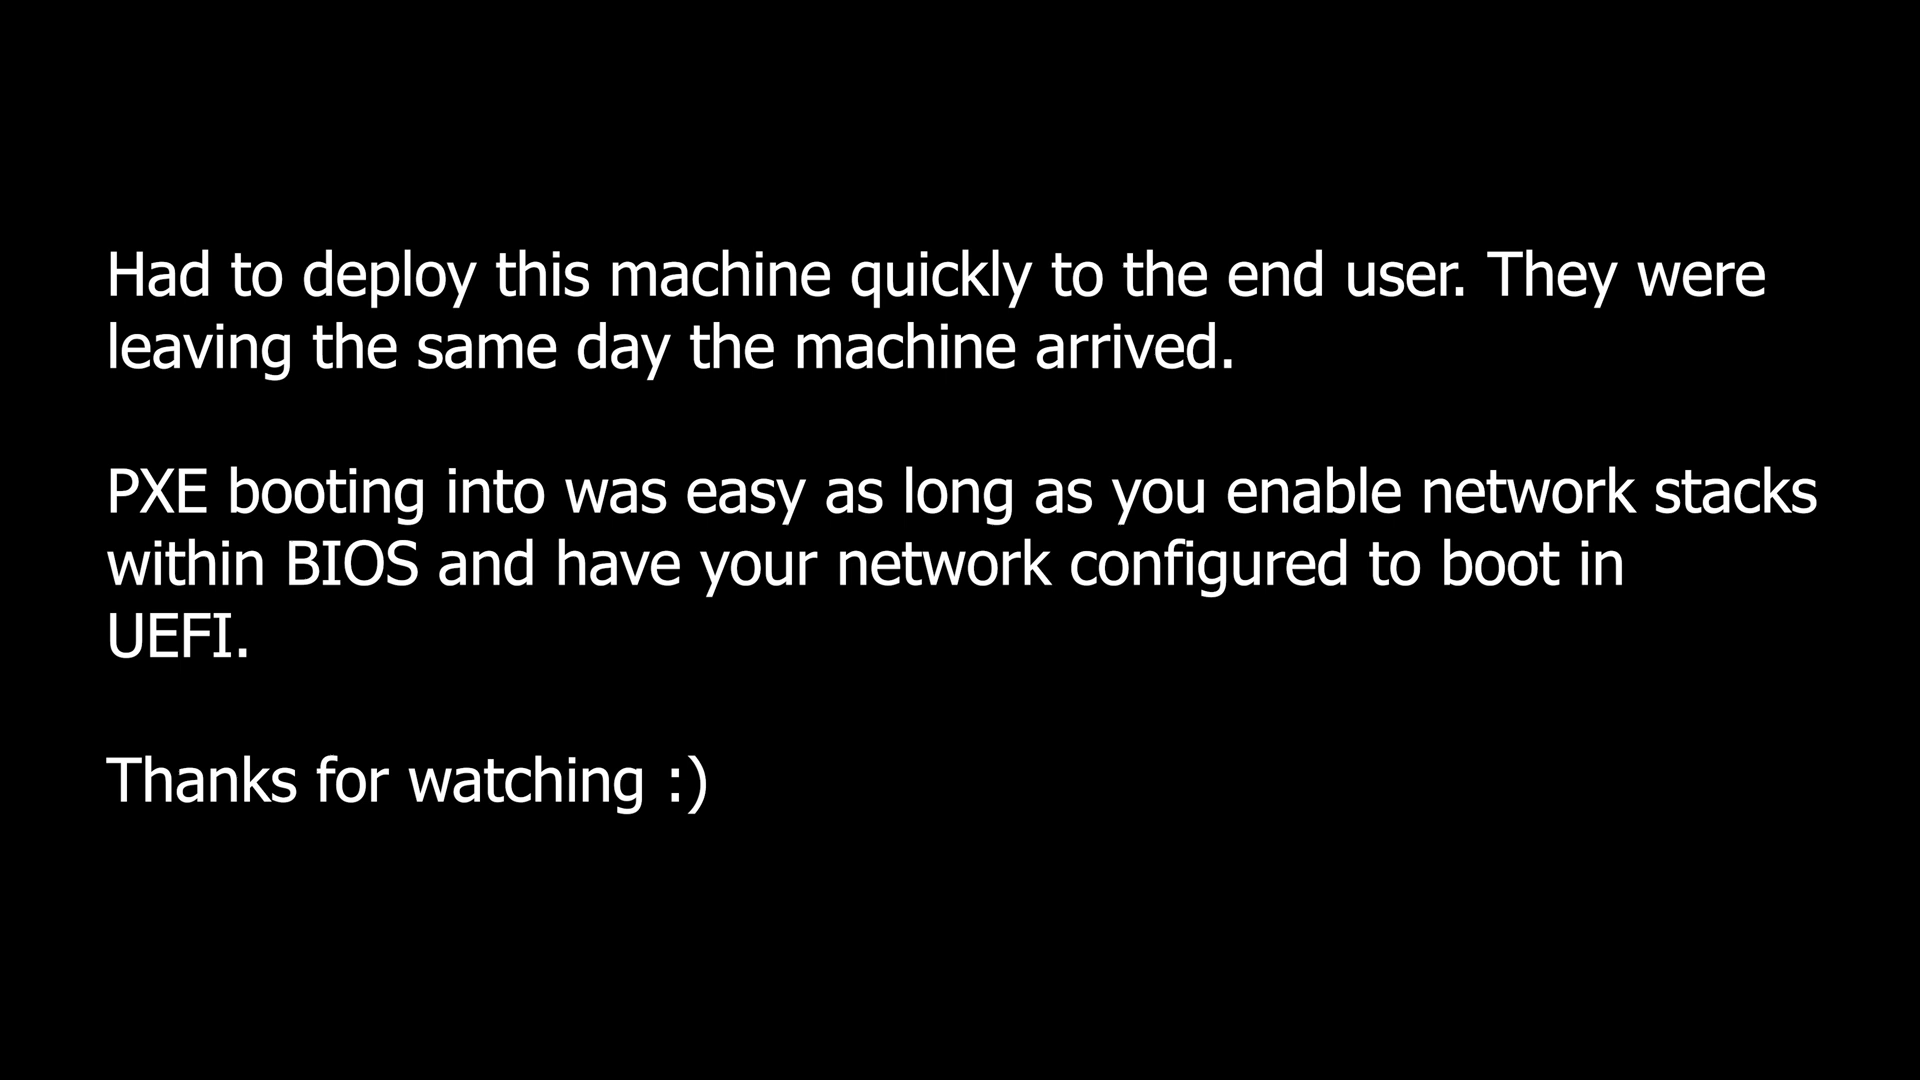 Had to deploy this machine quickly to the end user. They were
leaving the same day the machine arrived.
PXE booting into was easy as long as you enable network stacks
within BIOS and have your network configured to boot in
UEFI.
Thanks for watching :)